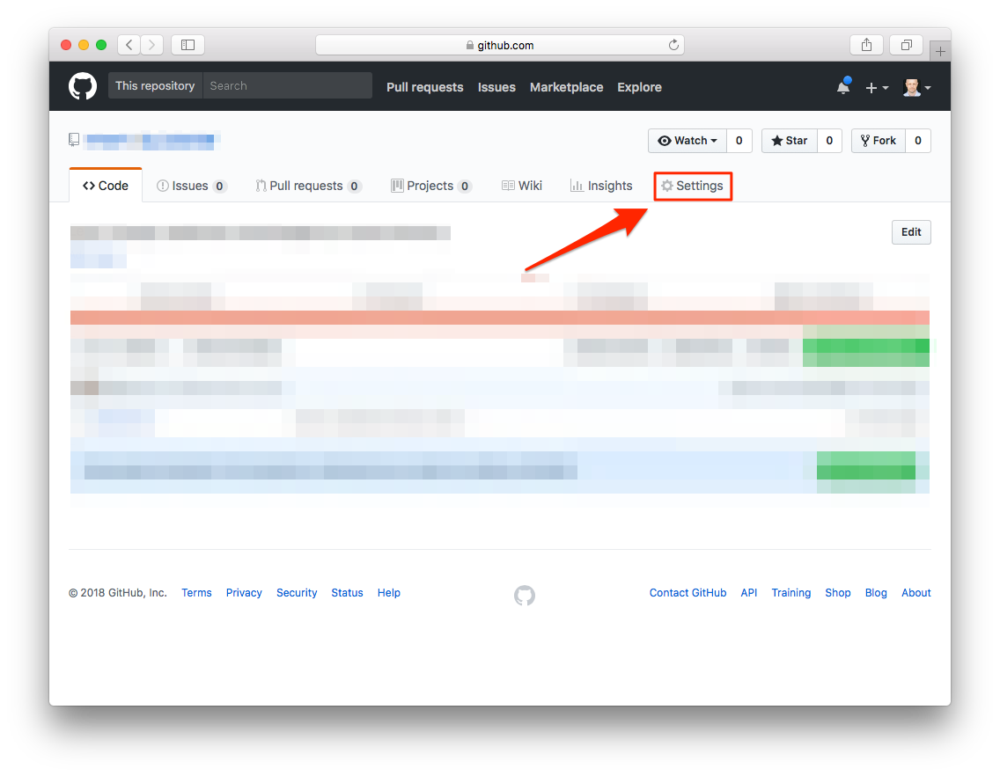 github.com
This repository Search Pull requests Issues Marketplace Explore
Watch 0 Star 0 Fork 0
Code Issues 0 Pull requests 0 Projects 0 Wiki Insights Settings
Edit
© 2018 GitHub, Inc. Terms Privacy Security Status Help Contact GitHub API Training Shop Blog About